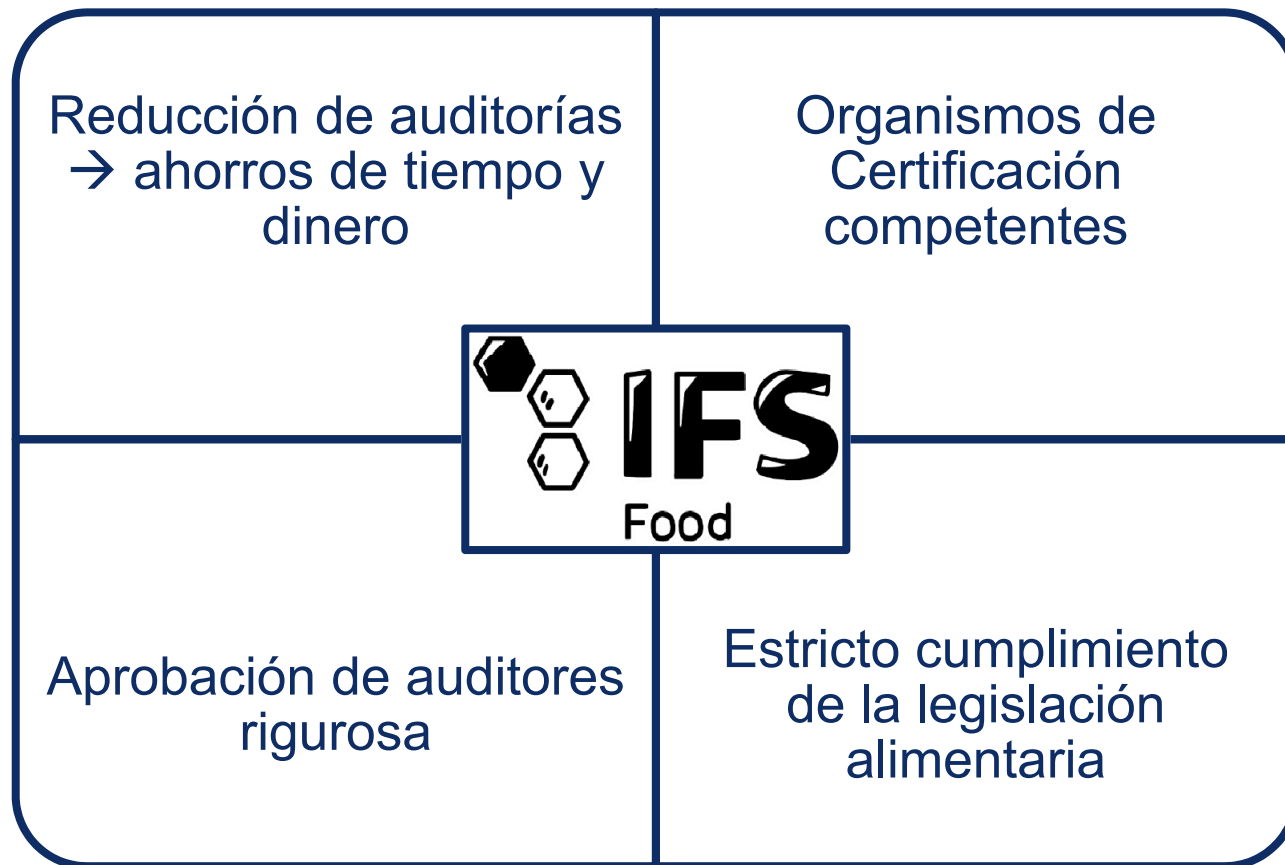 Reducción de auditorías
→ ahorros de tiempo y
dinero
Organismos de
Certificación
competentes
IFS
Food
Aprobación de auditores
rigurosa
Estricto cumplimiento
de la legislación
alimentaria